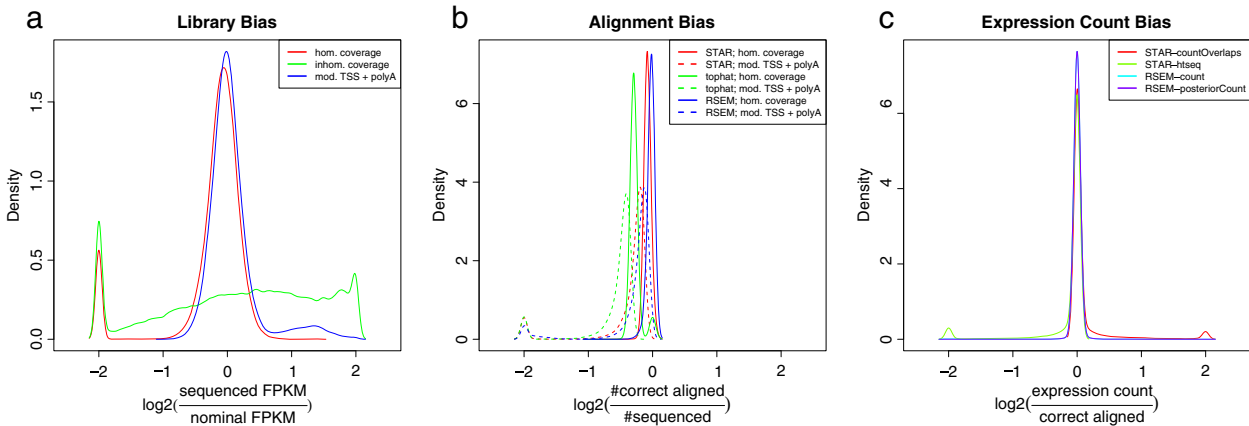 a
Library Bias
hom. coverage
inhom. coverage
mod. TSS + polyA
Density
0.0
0.5
1.0
1.5
−2
−1
0
1
2
log2(sequenced FPKM/nominal FPKM)
b
Alignment Bias
STAR; hom. coverage
STAR; mod. TSS + polyA
tophat; hom. coverage
tophat; mod. TSS + polyA
RSEM; hom. coverage
RSEM; mod. TSS + polyA
Density
0
2
4
6
−2
−1
0
1
2
log2(#correct aligned/#sequenced)
c
Expression Count Bias
STAR−countOverlaps
STAR−htseq
RSEM−count
RSEM−posteriorCount
Density
0
2
4
6
−2
−1
0
1
2
log2(expression count/correct aligned)